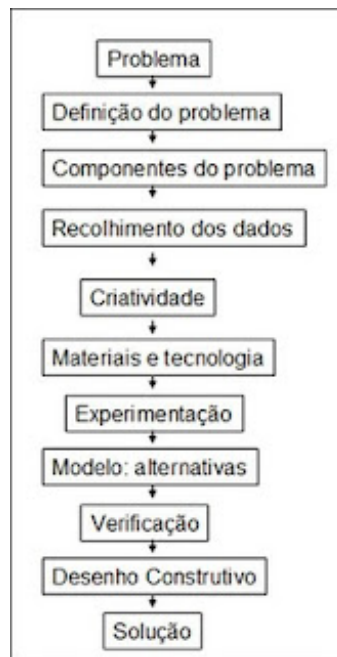 Problema
Definição do problema
Componentes do problema
Recolhimento dos dados
Criatividade
Materiais e tecnologia
Experimentação
Modelo: alternativas
Verificação
Desenho Construtivo
Solução